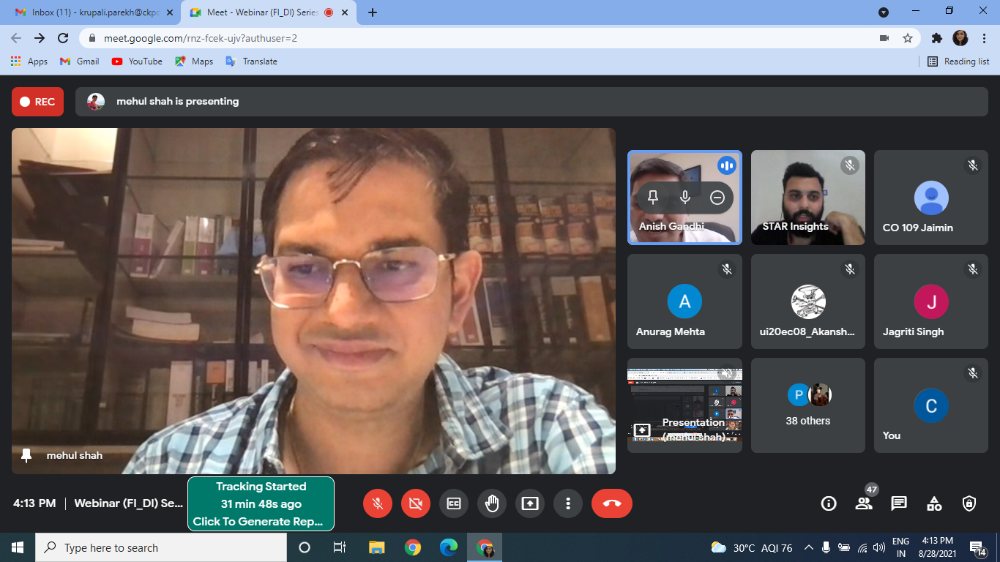 Inbox (11) - krupali.parekh@ckpc
Meet - Webinar (FI_DI) Series
meet.google.com/rnz-fcek-ujv?authuser=2
Apps
Gmail
YouTube
Maps
Translate
Reading list
REC
mehul shah is presenting
Anish Gandhi
STAR Insights
CO 109 Jaimin
A
Anurag Mehta
ui20ec08_Akansh...
J
Jagriti Singh
Presentation
(mehul shah)
P
38 others
C
You
mehul shah
4:13 PM
Webinar (FI_DI) Se...
Tracking Started
31 min 48s ago
Click To Generate Rep...
CC
47
Type here to search
30°C AQI 76
ENG
IN
4:13 PM
8/28/2021
14